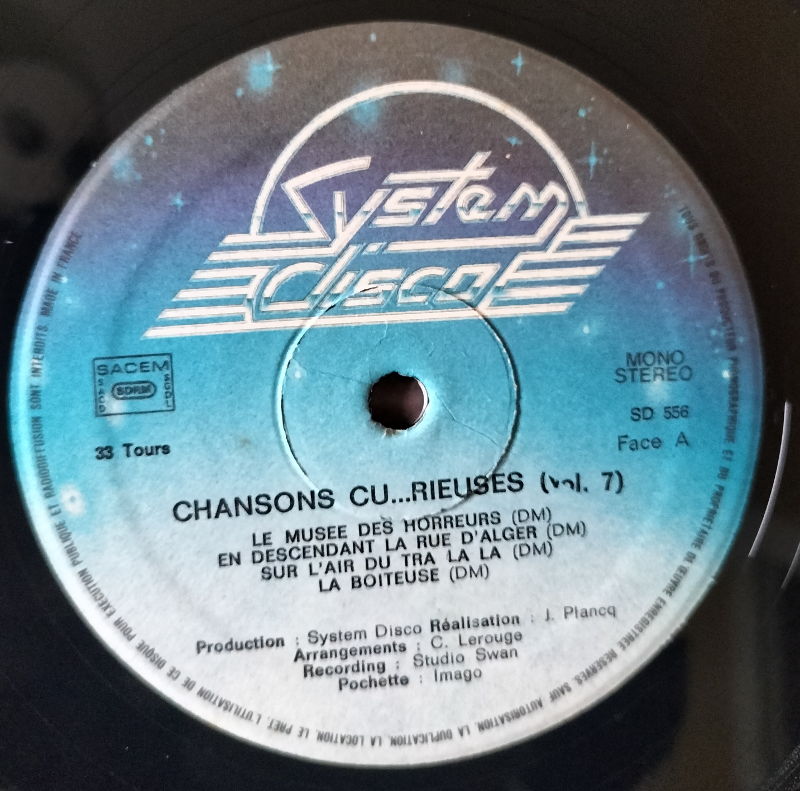 System
disco
SACEM
SACD
SDRM
SGDL
MONO
STEREO
SD 556
33 Tours
Face A
CHANSONS CU...RIEUSES (vol. 7)
LE MUSEE DES HORREURS (DM)
EN DESCENDANT LA RUE D'ALGER (DM)
SUR L'AIR DU TRA LA LA (DM)
LA BOITEUSE (DM)
Production : System Disco Réalisation : J. Plancq
Arrangements : C. Lerouge
Recording : Studio Swan
Pochette : Imago
TOUS DROITS DU PRODUCTEUR PHONOGRAPHIQUE ET DU PROPRIETAIRE DE L'ŒUVRE ENREGISTREE RESERVES. SAUF AUTORISATION, LA DUPLICATION, LA LOCATION, LE PRET, L'UTILISATION DE CE DISQUE POUR EXECUTION PUBLIQUE ET RADIODIFFUSION SONT INTERDITS. MADE IN FRANCE